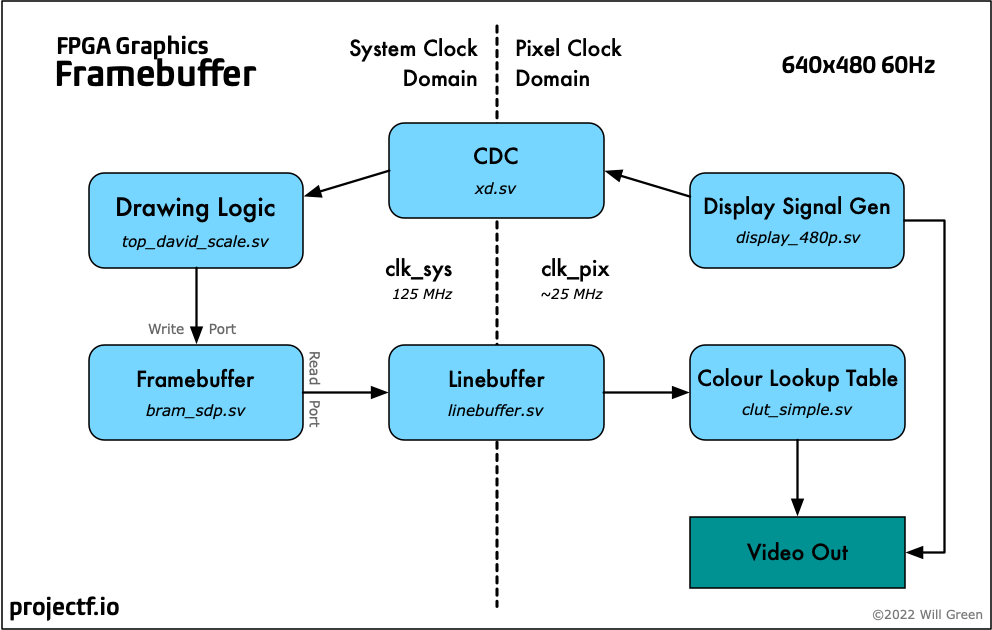 FPGA Graphics
Framebuffer
System Clock
Domain
Pixel Clock
Domain
640x480 60Hz
CDC
xd.sv
Drawing Logic
top_david_scale.sv
Display Signal Gen
display_480p.sv
clk_sys
125 MHz
clk_pix
~25 MHz
Write Port
Framebuffer
bram_sdp.sv
Read Port
Linebuffer
linebuffer.sv
Colour Lookup Table
clut_simple.sv
Video Out
projectf.io
©2022 Will Green